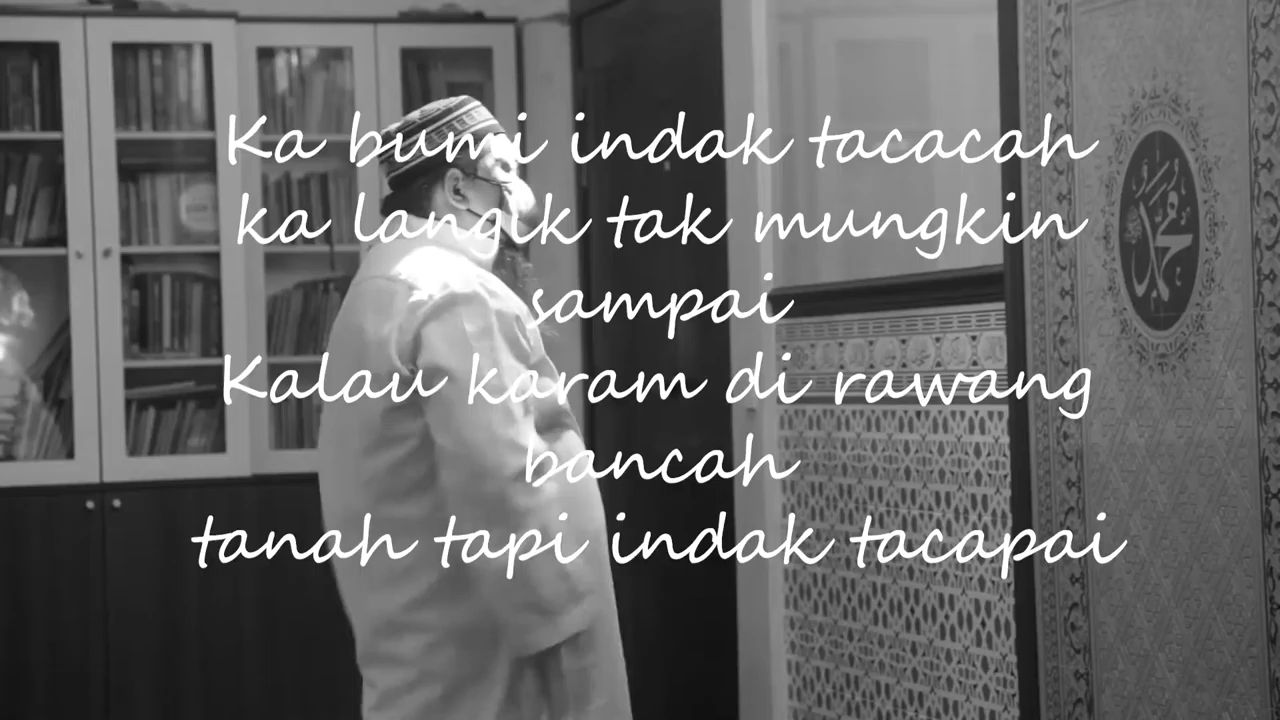 Ka bumi indak tacacah
ka langik tak mungkin
sampai
Kalau karam di rawang
bancah
tanah tapi indak tacapai
محمد